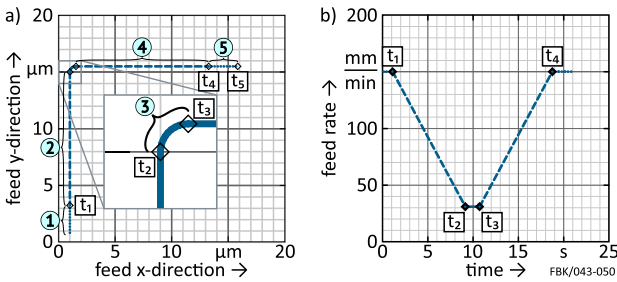 a)
feed y-direction →
20
µm
10
5
0
0
5
10
µm
20
feed x-direction →
1
2
3
4
5
t₁
t₂
t₃
t₄
t₅
b)
feed rate →
200
mm
min
100
50
0
0
5
10
15
s
25
time →
t₁
t₂
t₃
t₄
FBK/043-050